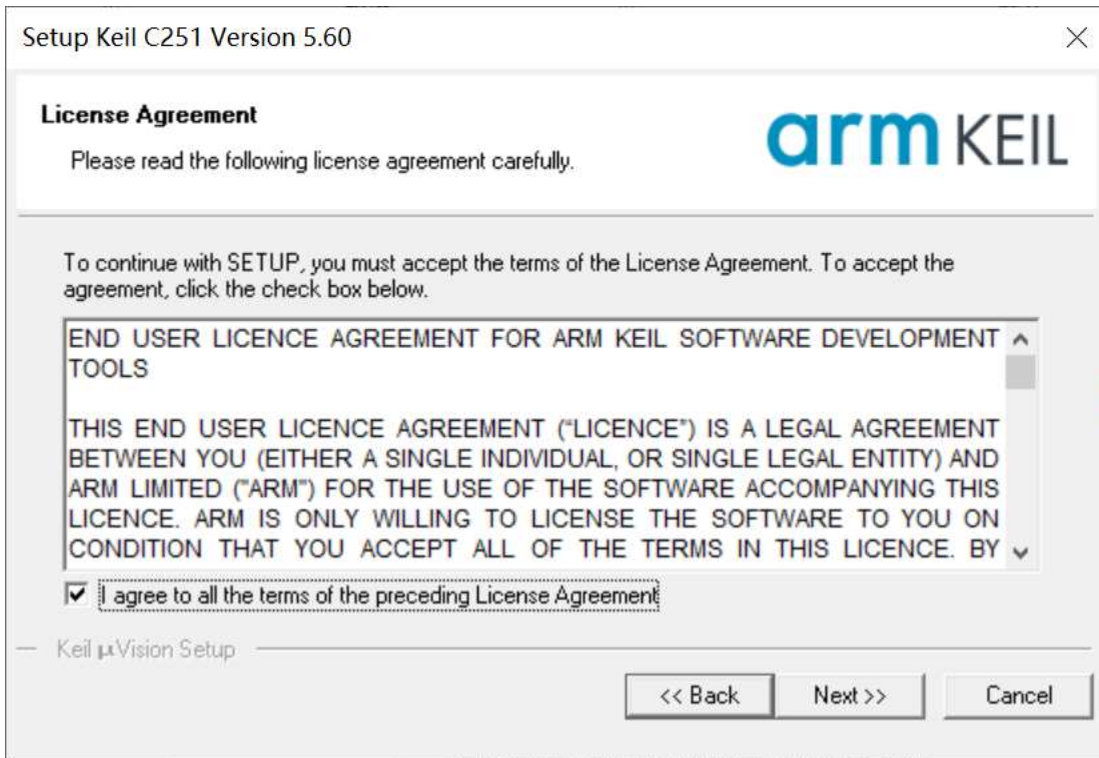 Setup Keil C251 Version 5.60
License Agreement
Please read the following license agreement carefully.
arm KEIL
To continue with SETUP, you must accept the terms of the License Agreement. To accept the
agreement, click the check box below.
END USER LICENCE AGREEMENT FOR ARM KEIL SOFTWARE DEVELOPMENT
TOOLS
THIS END USER LICENCE AGREEMENT (“LICENCE”) IS A LEGAL AGREEMENT
BETWEEN YOU (EITHER A SINGLE INDIVIDUAL, OR SINGLE LEGAL ENTITY) AND
ARM LIMITED ("ARM") FOR THE USE OF THE SOFTWARE ACCOMPANYING THIS
LICENCE. ARM IS ONLY WILLING TO LICENSE THE SOFTWARE TO YOU ON
CONDITION THAT YOU ACCEPT ALL OF THE TERMS IN THIS LICENCE. BY
I agree to all the terms of the preceding License Agreement
Keil µVision Setup
<< Back Next >> Cancel